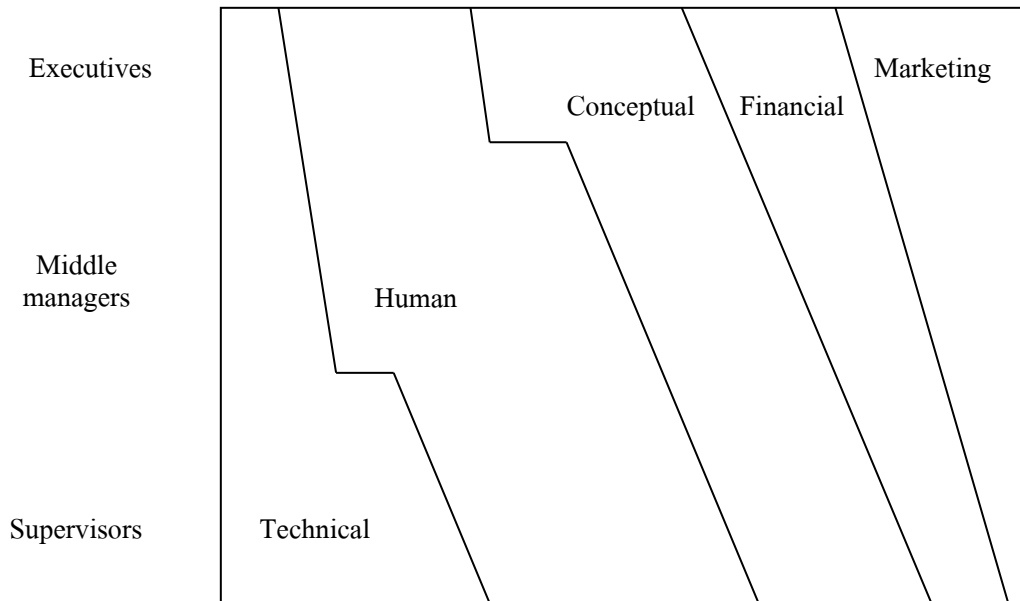 Executives
Marketing
Conceptual
Financial
Middle
managers
Human
Supervisors
Technical